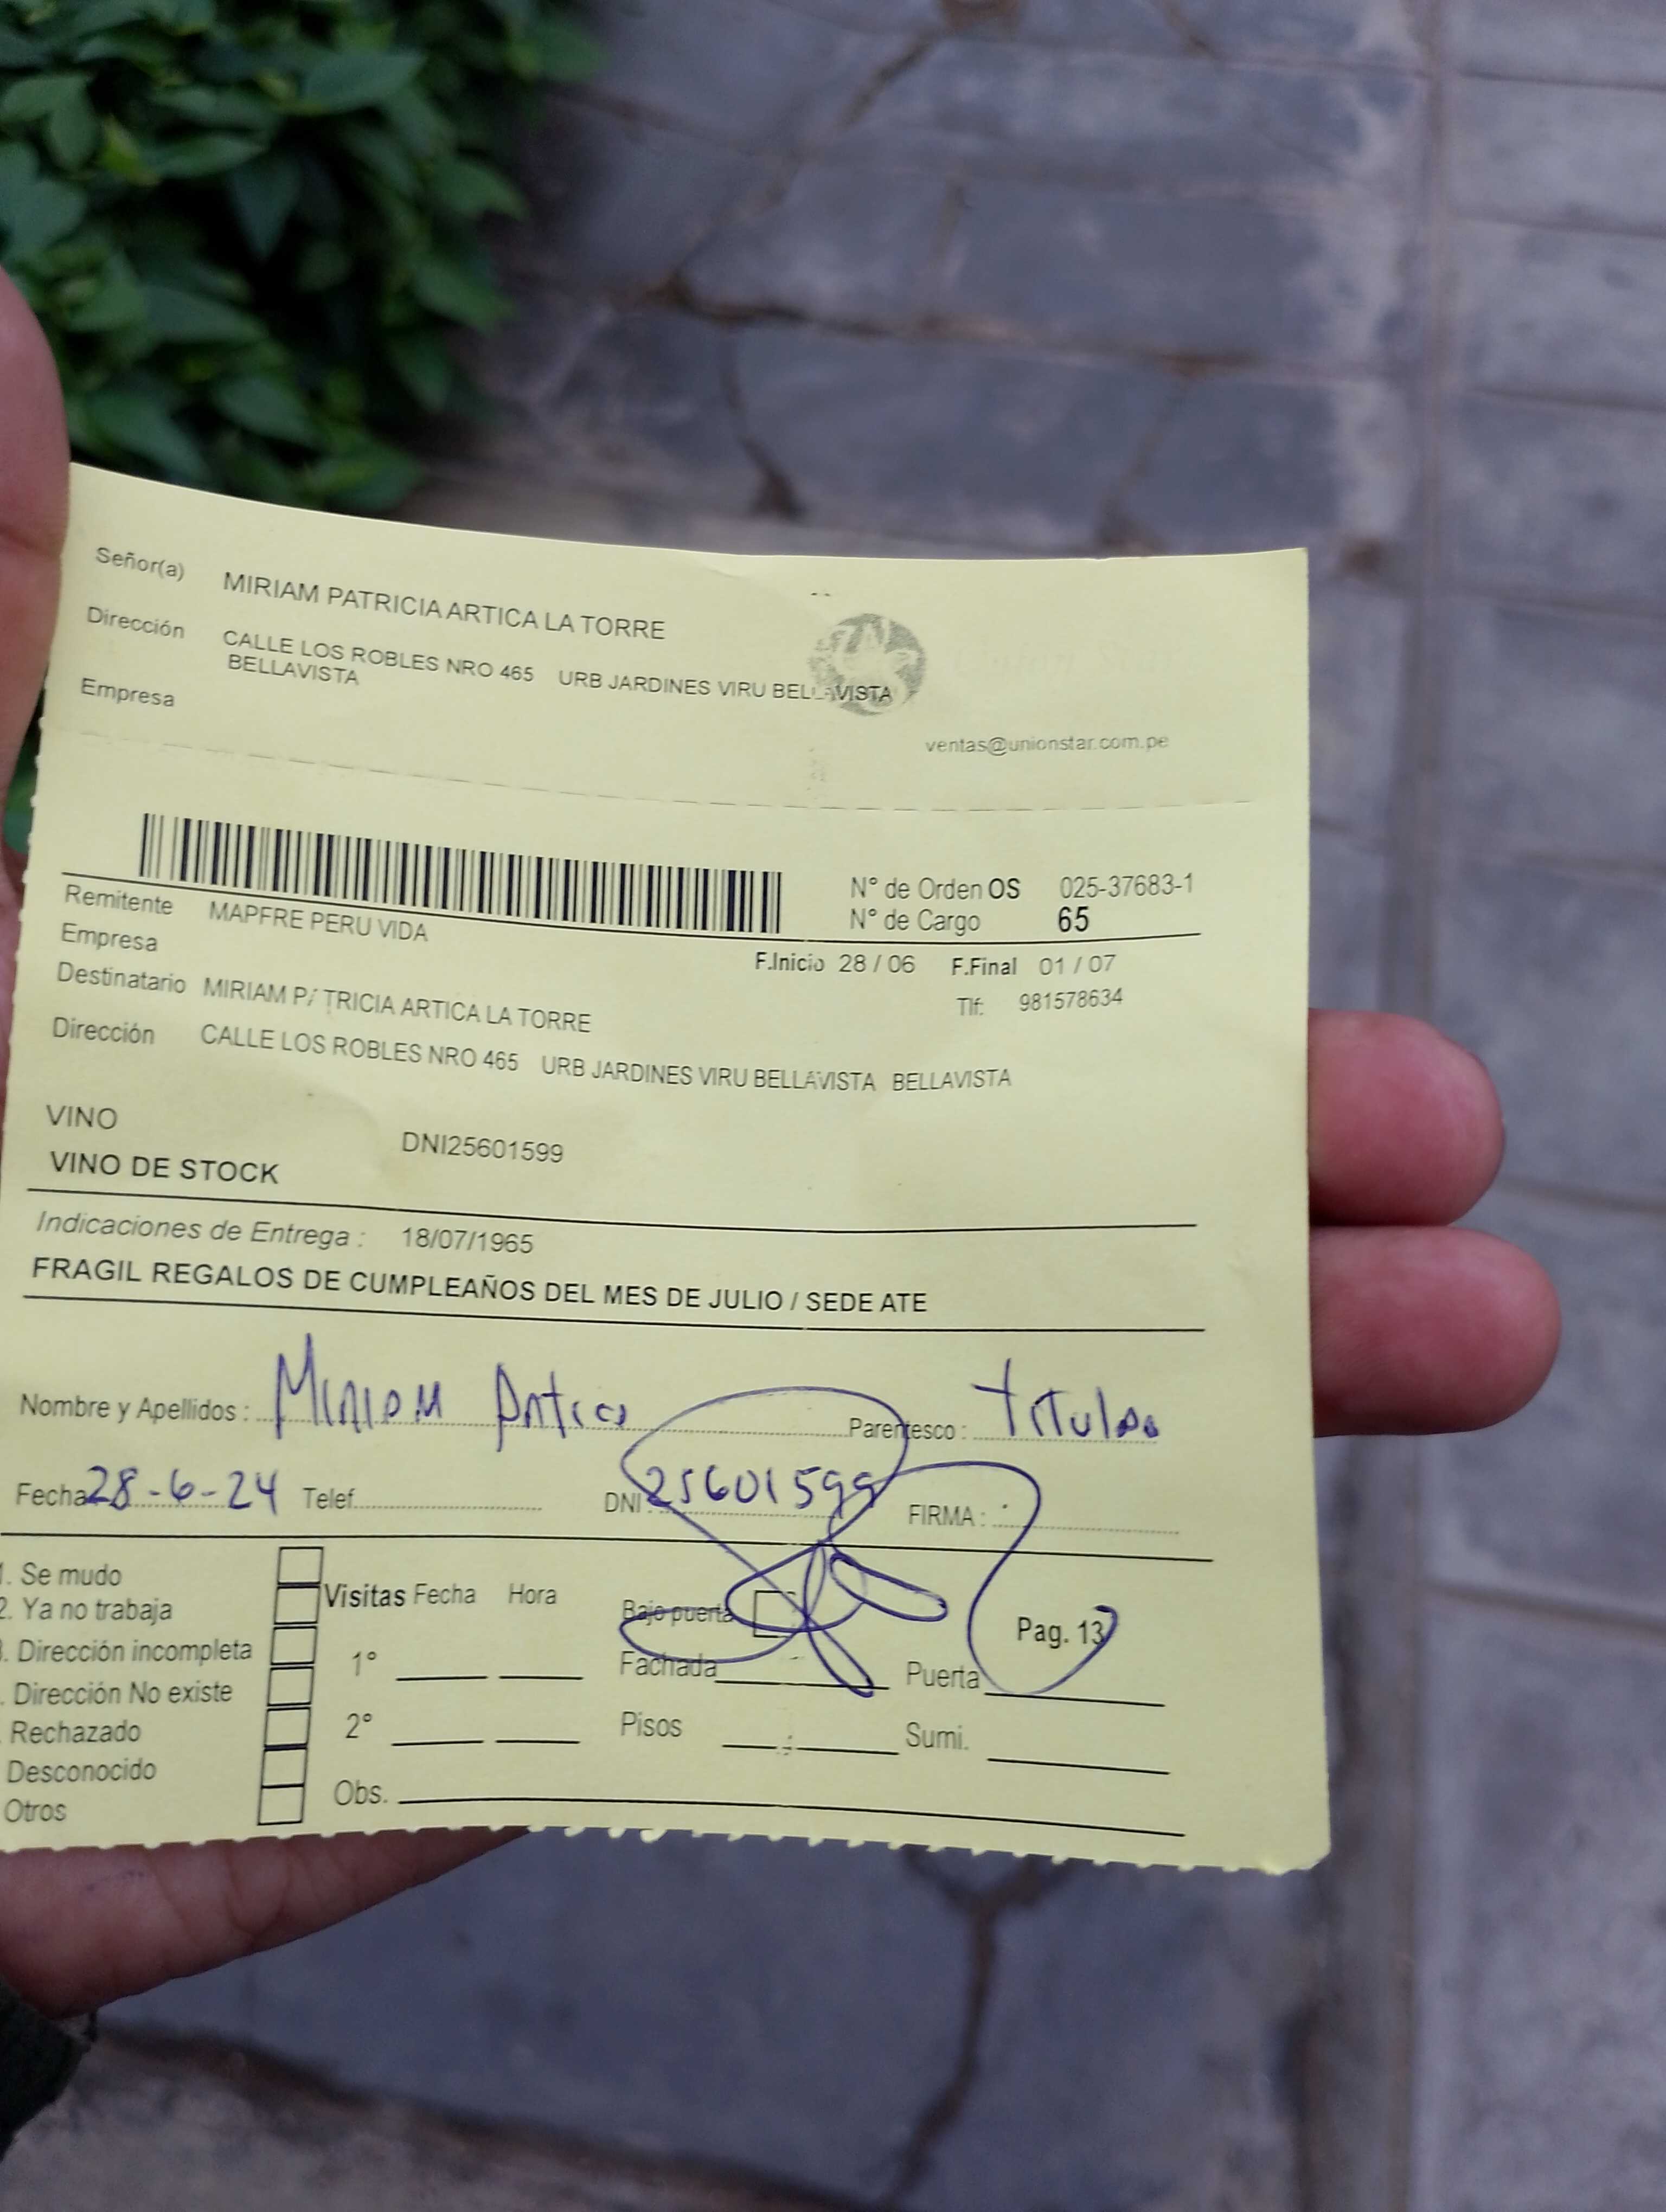 Señor(a) MIRIAM PATRICIA ARTICA LA TORRE
Dirección CALLE LOS ROBLES NRO 465 URB JARDINES VIRU BELLAVISTA
BELLAVISTA
Empresa
ventas@unionstar.com.pe
N° de Orden OS 025-37683-1
N° de Cargo 65
Remitente MAPFRE PERU VIDA
Empresa
F.Inicio 28 / 06 F.Final 01 / 07
Destinatario MIRIAM PATRICIA ARTICA LA TORRE
Tlf: 981578634
Dirección CALLE LOS ROBLES NRO 465 URB JARDINES VIRU BELLAVISTA BELLAVISTA
VINO
DNI25601599
VINO DE STOCK
Indicaciones de Entrega : 18/07/1965
FRAGIL REGALOS DE CUMPLEAÑOS DEL MES DE JULIO / SEDE ATE
Nombre y Apellidos : Miriam Artica Parentesco : Titular
Fecha 28-6-24 Telef. DNI : 25601599 FIRMA :
1. Se mudo
2. Ya no trabaja
. Dirección incompleta
. Dirección No existe
Rechazado
Desconocido
Otros
Visitas Fecha Hora
1°
2°
Obs.
Bajo puerta
Pag. 13
Fachada Puerta
Pisos Sumi.